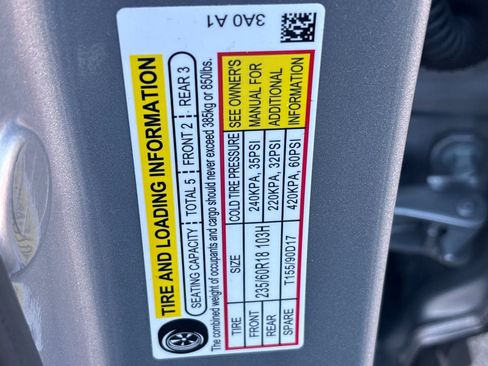 3A0 A1
TIRE AND LOADING INFORMATION
SEATING CAPACITY TOTAL 5 FRONT 2 REAR 3
The combined weight of occupants and cargo should never exceed 385kg or 850lbs.
TIRE SIZE COLD TIRE PRESSURE SEE OWNER'S
FRONT 235/60R18 103H 240KPA, 35PSI MANUAL FOR
REAR 220KPA, 32PSI ADDITIONAL
SPARE T155/90D17 420KPA, 60PSI INFORMATION